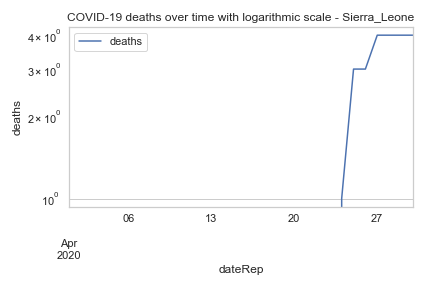 COVID-19 deaths over time with logarithmic scale - Sierra_Leone
deaths
4 × 10⁰
3 × 10⁰
2 × 10⁰
10⁰
deaths
06 13 20 27
Apr
2020
dateRep